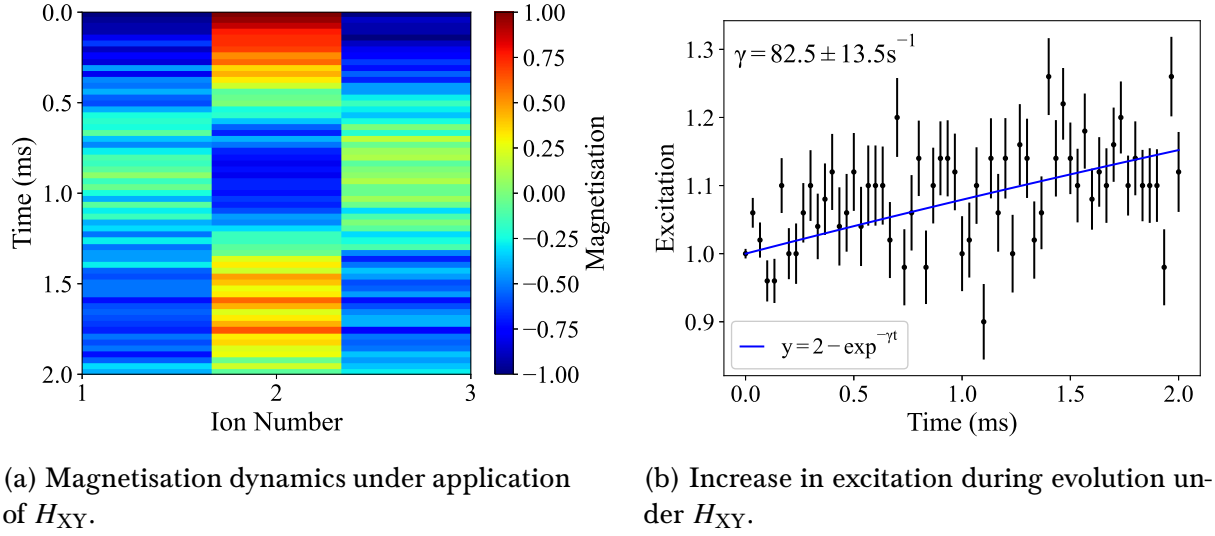 0.0
0.5
1.0
1.5
2.0
Time (ms)
1
2
3
Ion Number
1.00
0.75
0.50
0.25
0.00
−0.25
−0.50
−0.75
−1.00
Magnetisation
γ = 82.5 ± 13.5s⁻¹
1.3
1.2
1.1
1.0
0.9
Excitation
y = 2 − exp^{−γt}
0.0
0.5
1.0
1.5
2.0
Time (ms)
(a) Magnetisation dynamics under application
of H_XY.
(b) Increase in excitation during evolution un-
der H_XY.